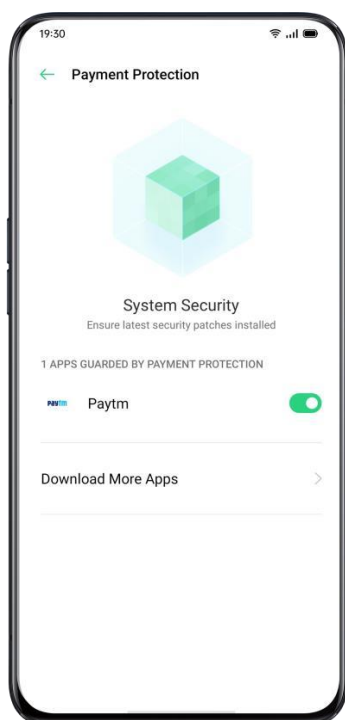 19:30
Payment Protection
System Security
Ensure latest security patches installed
1 APPS GUARDED BY PAYMENT PROTECTION
Paytm Paytm
Download More Apps